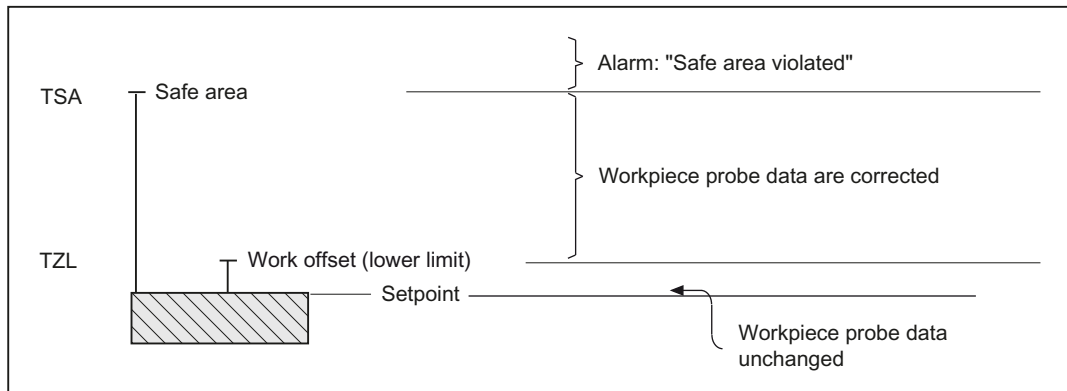 Alarm: "Safe area violated"
TSA
Safe area
Workpiece probe data are corrected
TZL
Work offset (lower limit)
Setpoint
Workpiece probe data
unchanged